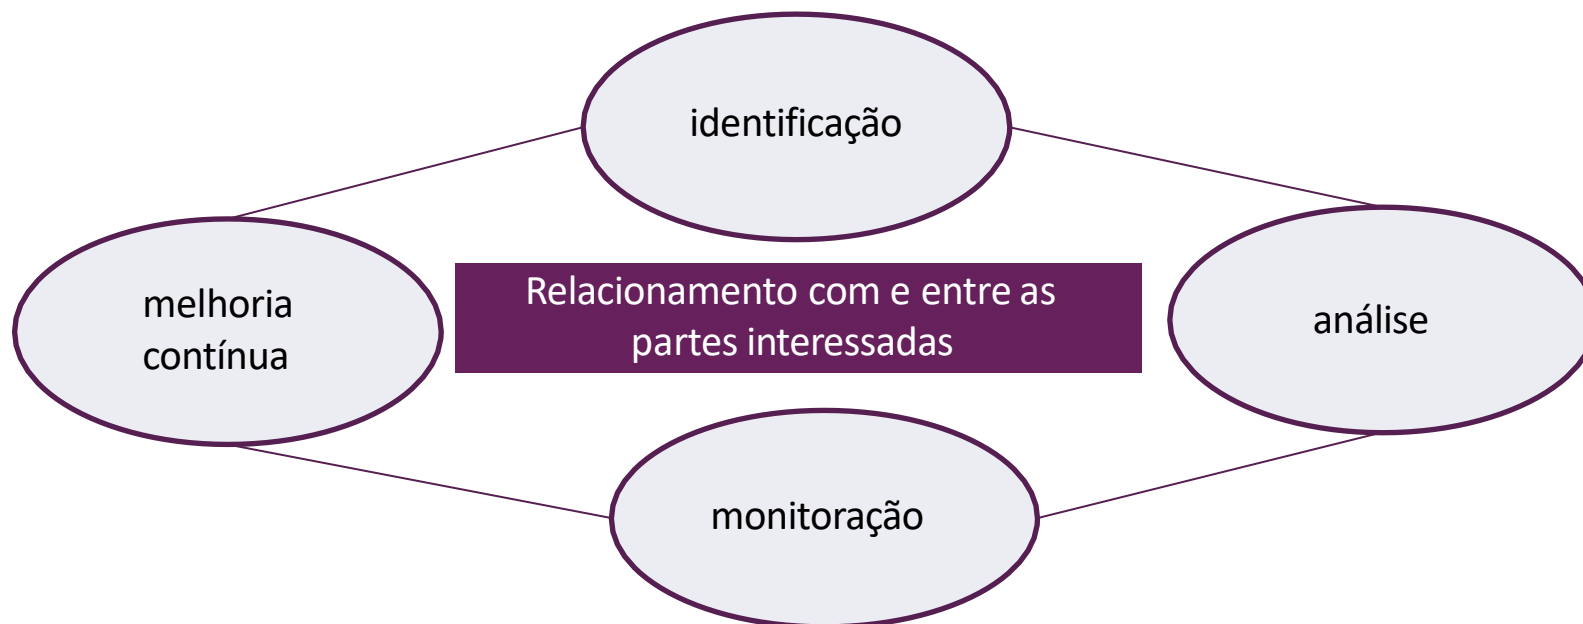 identificação
Relacionamento com e entre as
partes interessadas
melhoria
contínua
análise
monitoração